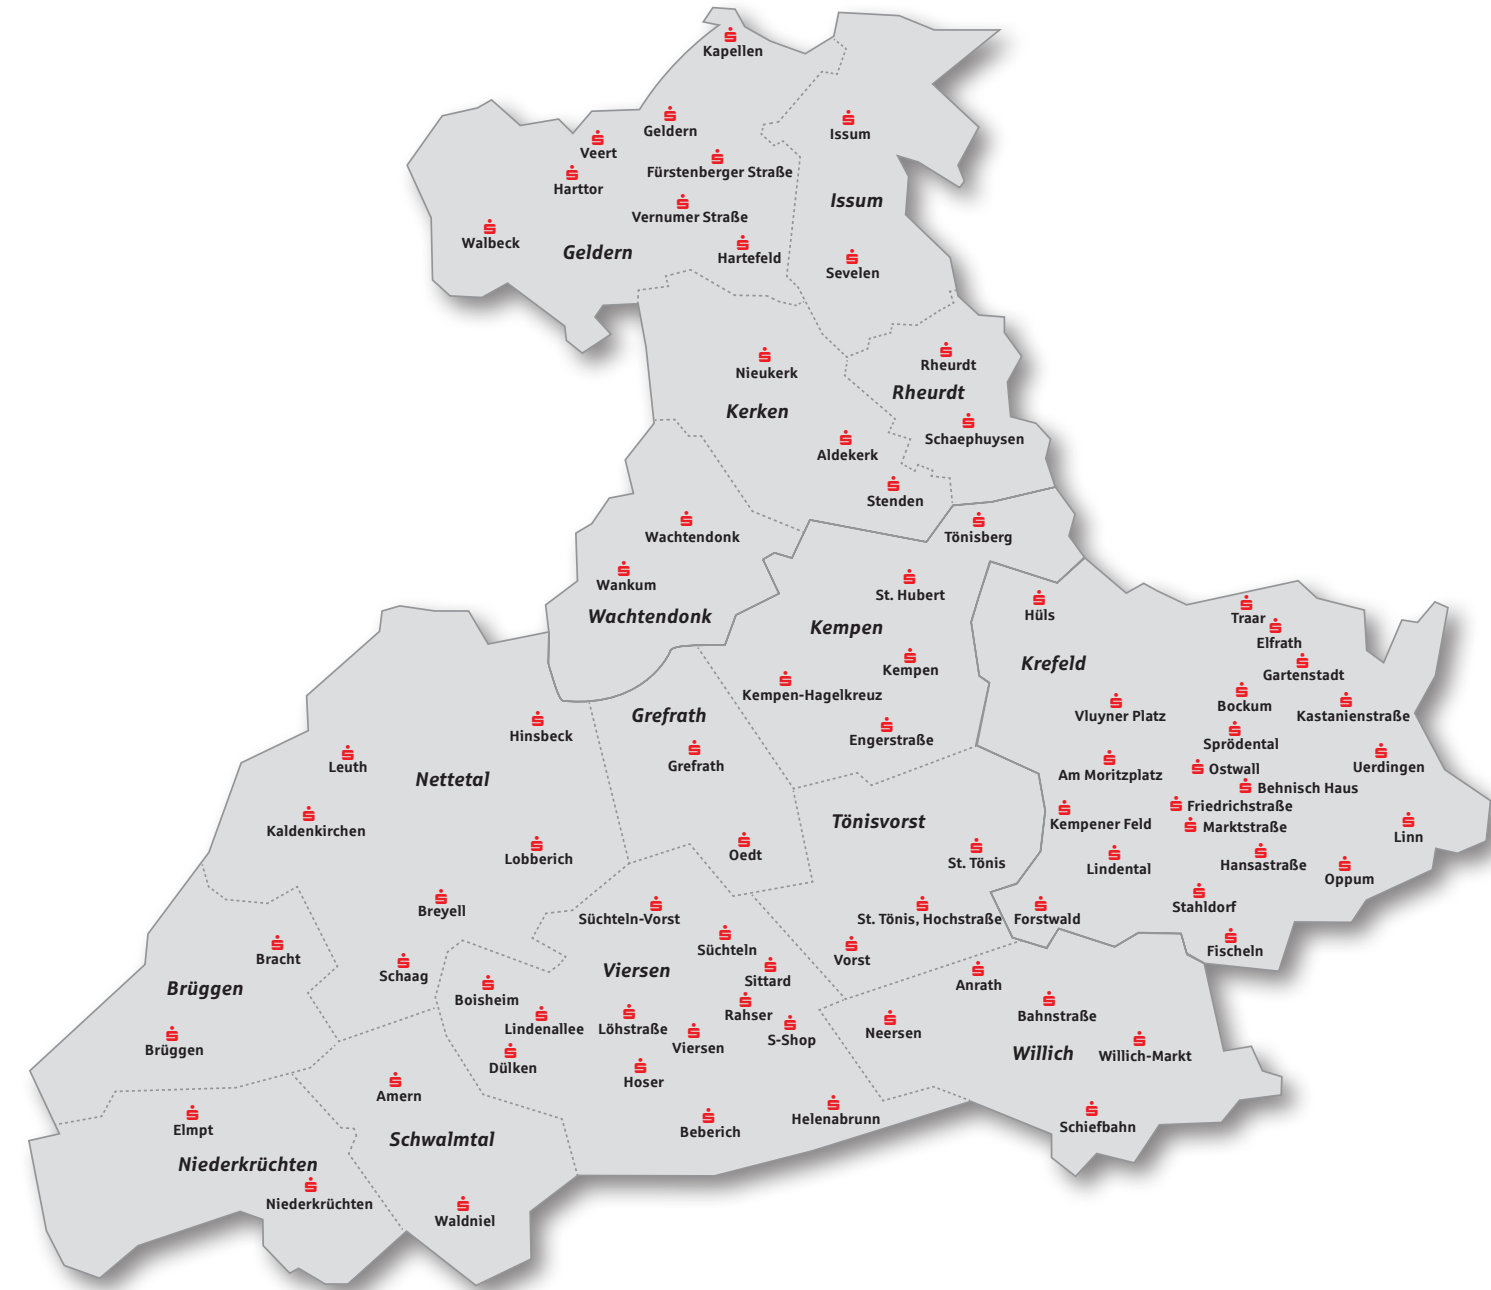 Kapellen
Geldern
Issum
Veert
Fürstenberger Straße
Harttor
Issum
Vernumer Straße
Walbeck
Geldern
Hartefeld
Sevelen
Rheurdt
Nieukerk
Rheurdt
Kerken
Schaephuysen
Aldekerk
Stenden
Wachtendonk
Tönisberg
Wankum
St. Hubert
Wachtendonk
Kempen
Hüls
Traar
Elfrath
Krefeld
Kempen
Gartenstadt
Kempen-Hagelkreuz
Bockum
Grefrath
Vluyner Platz
Kastanienstraße
Hinsbeck
Engerstraße
Sprödental
Leuth
Grefrath
Nettetal
Am Moritzplatz
Ostwall
Uerdingen
Behnisch Haus
Friedrichstraße
Kaldenkirchen
Tönisvorst
Kempener Feld
Marktstraße
Linn
Lobberich
Oedt
St. Tönis
Lindental
Hansastraße
Oppum
Breyell
Süchteln-Vorst
St. Tönis, Hochstraße
Forstwald
Stahldorf
Bracht
Süchteln
Vorst
Fischeln
Schaag
Viersen
Sittard
Brüggen
Boisheim
Anrath
Lindenallee
Löhstraße
Rahser
Bahnstraße
Brüggen
Viersen
S-Shop
Neersen
Willich
Willich-Markt
Dülken
Hoser
Amern
Elmpt
Beberich
Helenabrunn
Schiefbahn
Schwalmtal
Niederkrüchten
Niederkrüchten
Waldniel